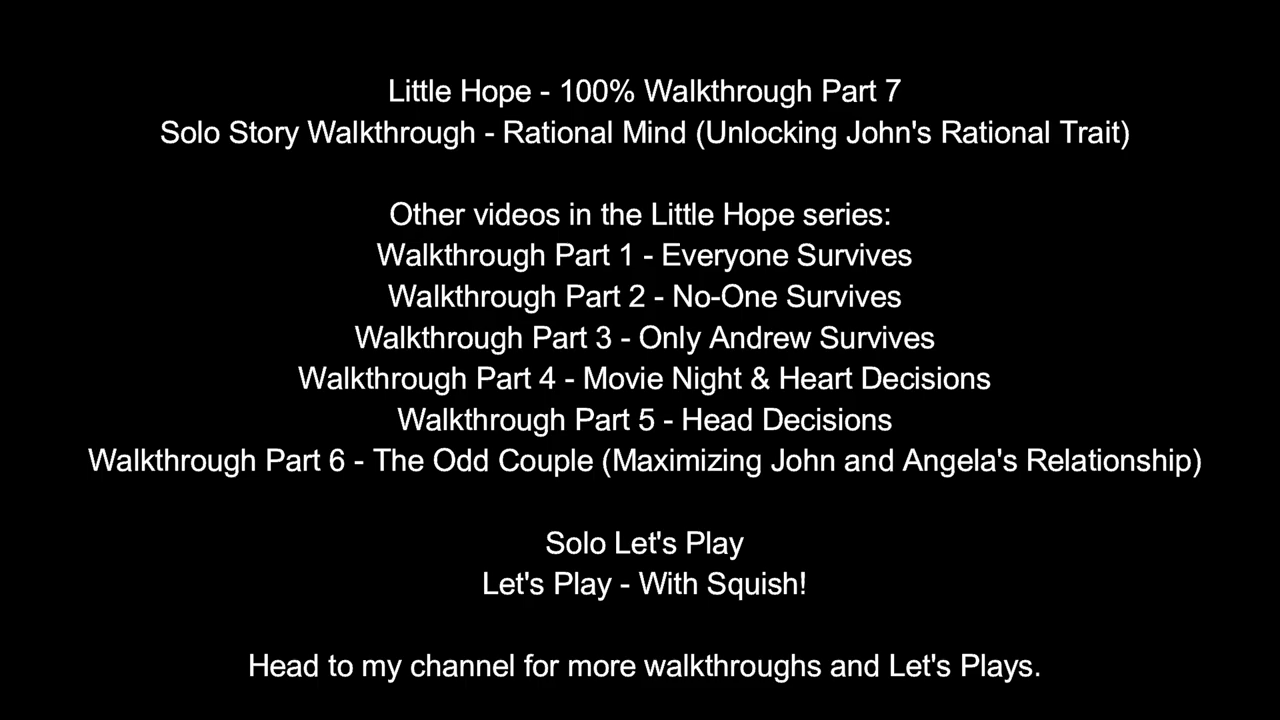 Little Hope - 100% Walkthrough Part 7
Solo Story Walkthrough - Rational Mind (Unlocking John's Rational Trait)
Other videos in the Little Hope series:
Walkthrough Part 1 - Everyone Survives
Walkthrough Part 2 - No-One Survives
Walkthrough Part 3 - Only Andrew Survives
Walkthrough Part 4 - Movie Night & Heart Decisions
Walkthrough Part 5 - Head Decisions
Walkthrough Part 6 - The Odd Couple (Maximizing John and Angela's Relationship)
Solo Let's Play
Let's Play - With Squish!
Head to my channel for more walkthroughs and Let's Plays.